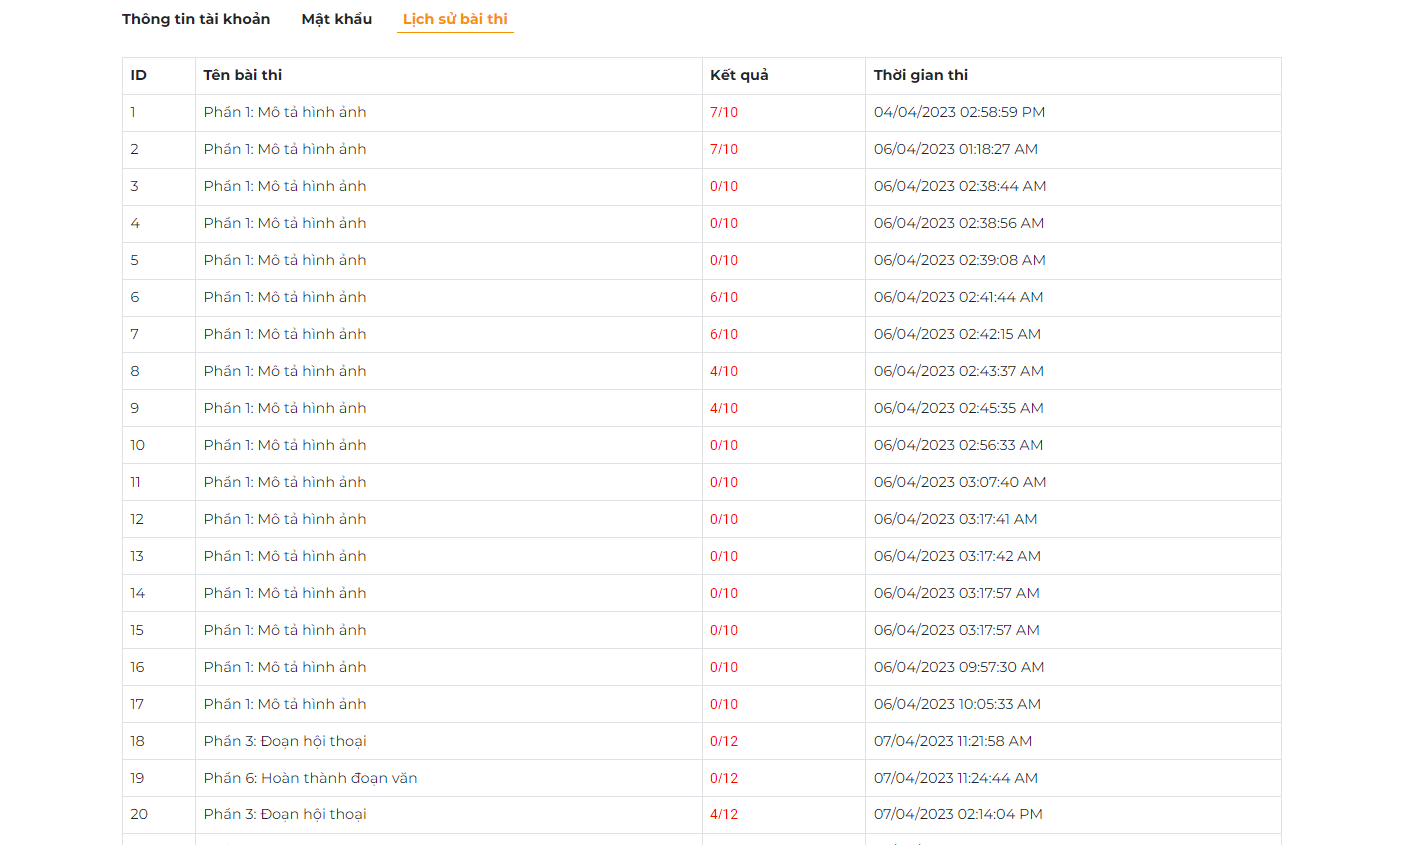 Thông tin tài khoản Mật khẩu Lịch sử bài thi
ID Tên bài thi Kết quả Thời gian thi
1 Phần 1: Mô tả hình ảnh 7/10 04/04/2023 02:58:59 PM
2 Phần 1: Mô tả hình ảnh 7/10 06/04/2023 01:18:27 AM
3 Phần 1: Mô tả hình ảnh 0/10 06/04/2023 02:38:44 AM
4 Phần 1: Mô tả hình ảnh 0/10 06/04/2023 02:38:56 AM
5 Phần 1: Mô tả hình ảnh 0/10 06/04/2023 02:39:08 AM
6 Phần 1: Mô tả hình ảnh 6/10 06/04/2023 02:41:44 AM
7 Phần 1: Mô tả hình ảnh 6/10 06/04/2023 02:42:15 AM
8 Phần 1: Mô tả hình ảnh 4/10 06/04/2023 02:43:37 AM
9 Phần 1: Mô tả hình ảnh 4/10 06/04/2023 02:45:35 AM
10 Phần 1: Mô tả hình ảnh 0/10 06/04/2023 02:56:33 AM
11 Phần 1: Mô tả hình ảnh 0/10 06/04/2023 03:07:40 AM
12 Phần 1: Mô tả hình ảnh 0/10 06/04/2023 03:17:41 AM
13 Phần 1: Mô tả hình ảnh 0/10 06/04/2023 03:17:42 AM
14 Phần 1: Mô tả hình ảnh 0/10 06/04/2023 03:17:57 AM
15 Phần 1: Mô tả hình ảnh 0/10 06/04/2023 03:17:57 AM
16 Phần 1: Mô tả hình ảnh 0/10 06/04/2023 09:57:30 AM
17 Phần 1: Mô tả hình ảnh 0/10 06/04/2023 10:05:33 AM
18 Phần 3: Đoạn hội thoại 0/12 07/04/2023 11:21:58 AM
19 Phần 6: Hoàn thành đoạn văn 0/12 07/04/2023 11:24:44 AM
20 Phần 3: Đoạn hội thoại 4/12 07/04/2023 02:14:04 PM